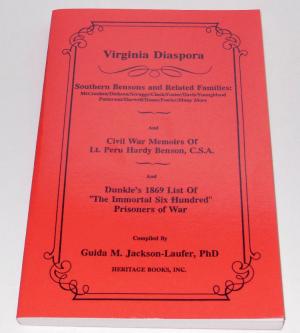 Virginia Diaspora
Southern Bensons and Related Families:
And
Civil War Memoirs Of
Lt. Peru Hardy Benson, C.S.A.
And
Dunkle's 1869 List Of
"The Immortal Six Hundred"
Prisoners of War
Compiled By
Guida M. Jackson-Laufer, PhD
HERITAGE BOOKS, INC.